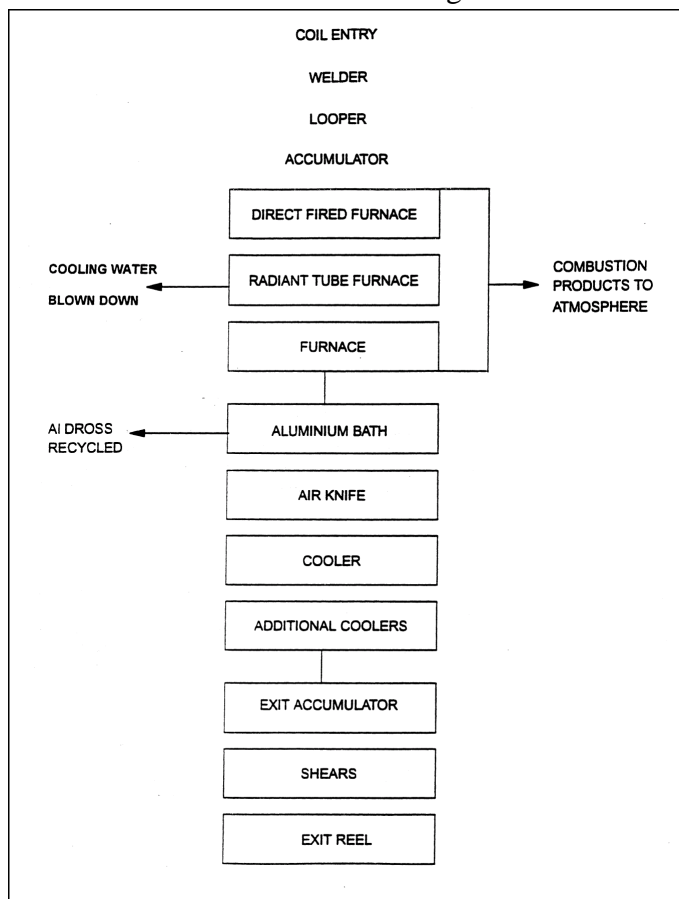 COIL ENTRY
WELDER
LOOPER
ACCUMULATOR
DIRECT FIRED FURNACE
COOLING WATER
BLOWN DOWN
RADIANT TUBE FURNACE
COMBUSTION
PRODUCTS TO
ATMOSPHERE
FURNACE
Al DROSS
RECYCLED
ALUMINIUM BATH
AIR KNIFE
COOLER
ADDITIONAL COOLERS
EXIT ACCUMULATOR
SHEARS
EXIT REEL